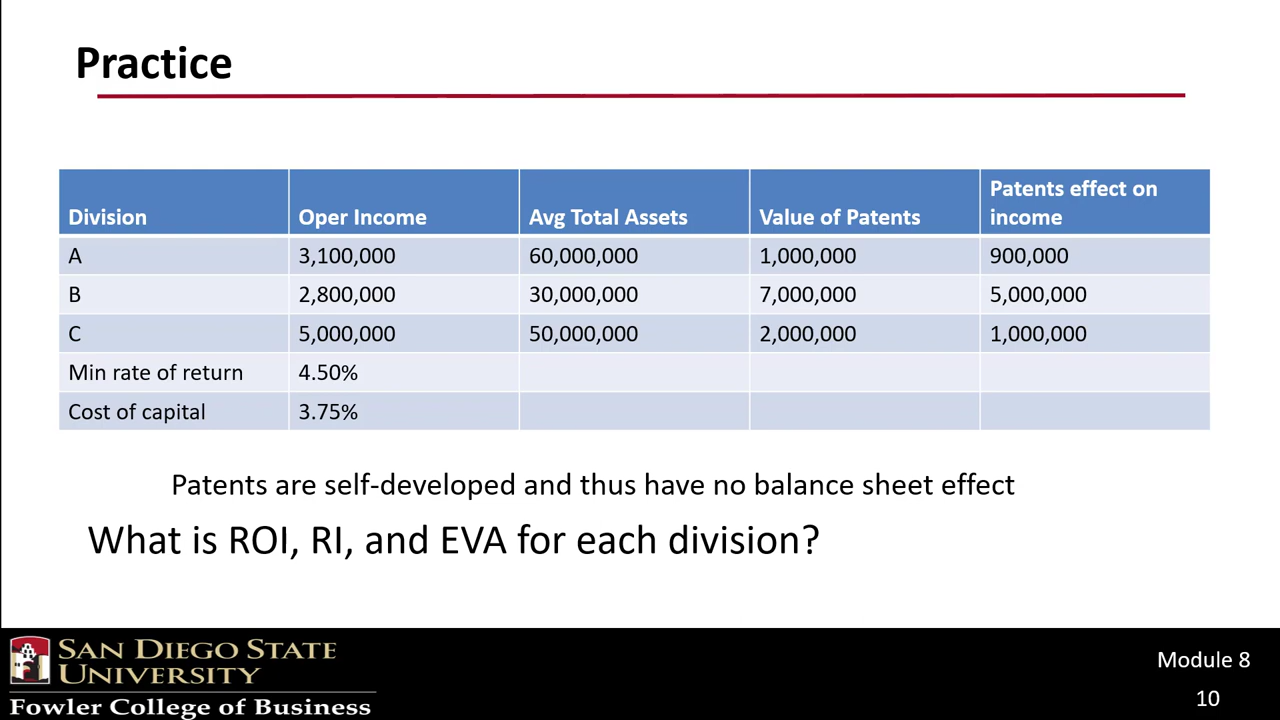 Practice
Division Oper Income Avg Total Assets Value of Patents Patents effect on income
A 3,100,000 60,000,000 1,000,000 900,000
B 2,800,000 30,000,000 7,000,000 5,000,000
C 5,000,000 50,000,000 2,000,000 1,000,000
Min rate of return 4.50%
Cost of capital 3.75%
Patents are self-developed and thus have no balance sheet effect
What is ROI, RI, and EVA for each division?
SAN DIEGO STATE
UNIVERSITY
Fowler College of Business
Module 8
10